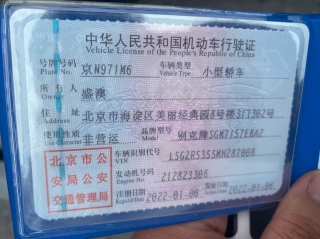 中华人民共和国机动车行驶证
Vehicle License of the People's Republic of China
号牌号码 京N971M6 车辆类型 小型轿车
Plate No. Vehicle Type
所有人 盛澳
Owner
住址 北京市海淀区美丽经典园8号楼3门302号
Address
使用性质 非营运 品牌型号 别克牌SGM7157EBA2
Use Character Model
北京市公安局公安交通管理局
车辆识别代号 LSGZR5355MH287008
VIN
发动机号码 212823306
Engine No.
注册日期 2022-01-06 发证日期 2022-01-06
Register Date Issue Date